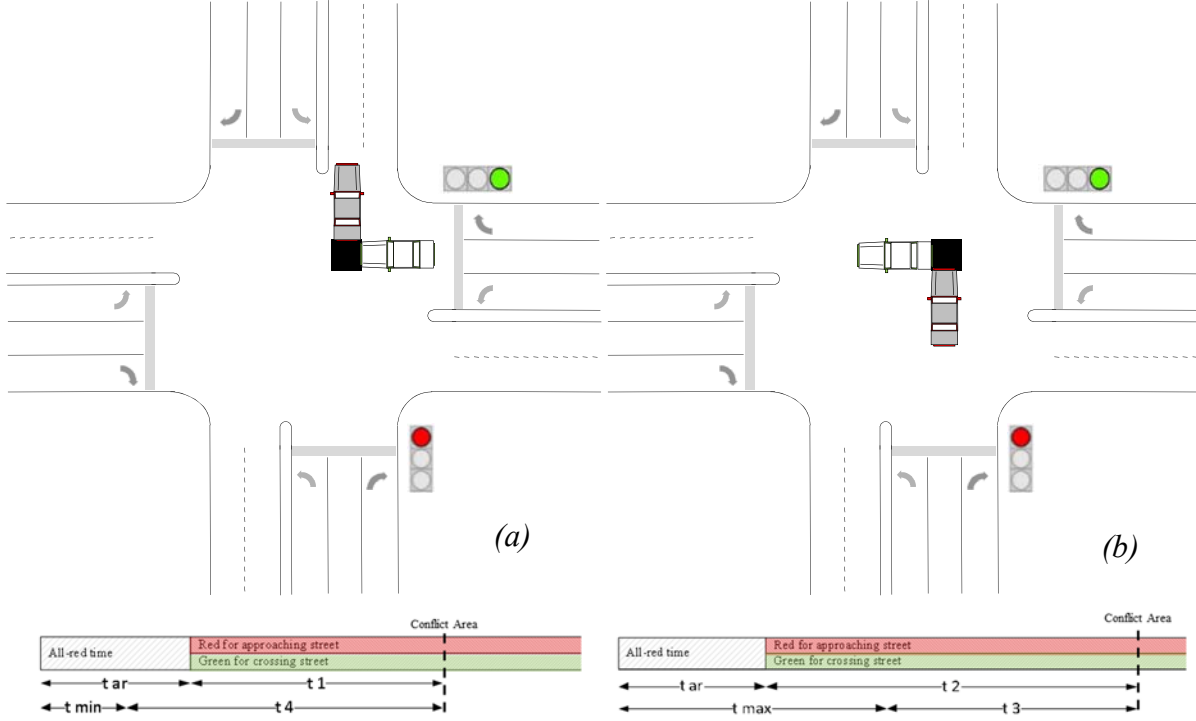 (a)
(b)
Conflict Area
All-red time
Red for approaching street
Green for crossing street
t ar
t 1
t min
t 4
Conflict Area
All-red time
Red for approaching street
Green for crossing street
t ar
t 2
t max
t 3